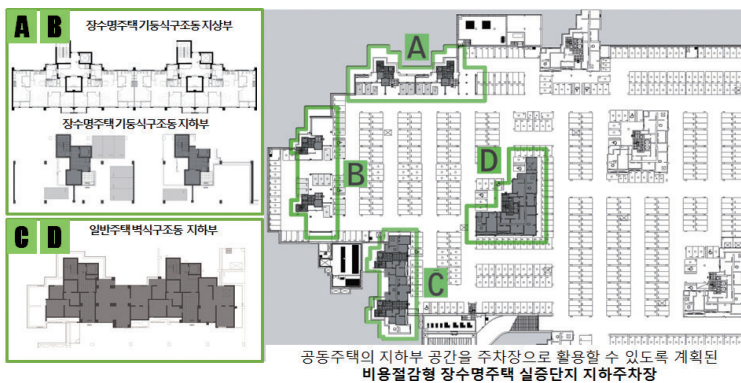 A B
장수명주택 기둥식구조동 지상부
장수명주택 기둥식구조동 지하부
C D
일반주택 벽식구조동 지하부
A
B
D
C
공동주택의 지하부 공간을 주차장으로 활용할 수 있도록 계획된
비용절감형 장수명주택 실증단지 지하주차장